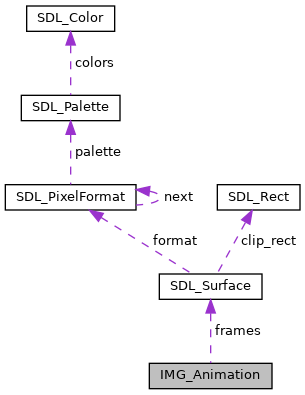 SDL_Color
colors
SDL_Palette
palette
SDL_PixelFormat
next
SDL_Rect
format
clip_rect
SDL_Surface
frames
IMG_Animation